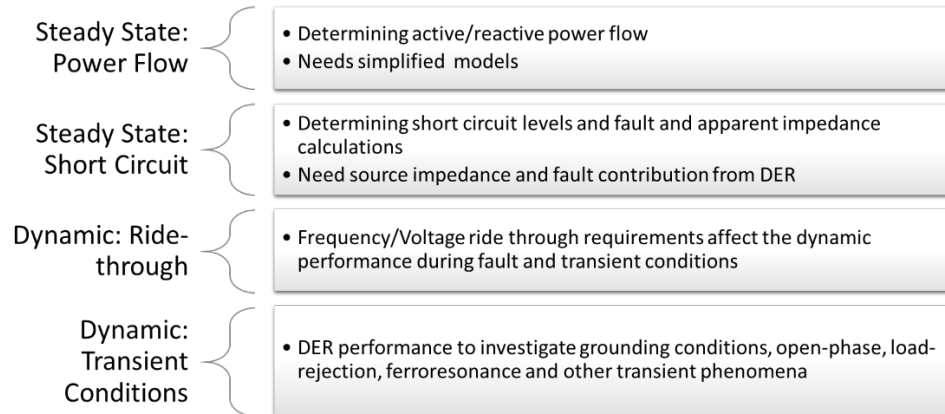 Steady State:
Power Flow
• Determining active/reactive power flow
• Needs simplified models
Steady State:
Short Circuit
• Determining short circuit levels and fault and apparent impedance
calculations
• Need source impedance and fault contribution from DER
Dynamic: Ride-
through
• Frequency/Voltage ride through requirements affect the dynamic
performance during fault and transient conditions
Dynamic:
Transient
Conditions
• DER performance to investigate grounding conditions, open-phase, load-
rejection, ferroresonance and other transient phenomena